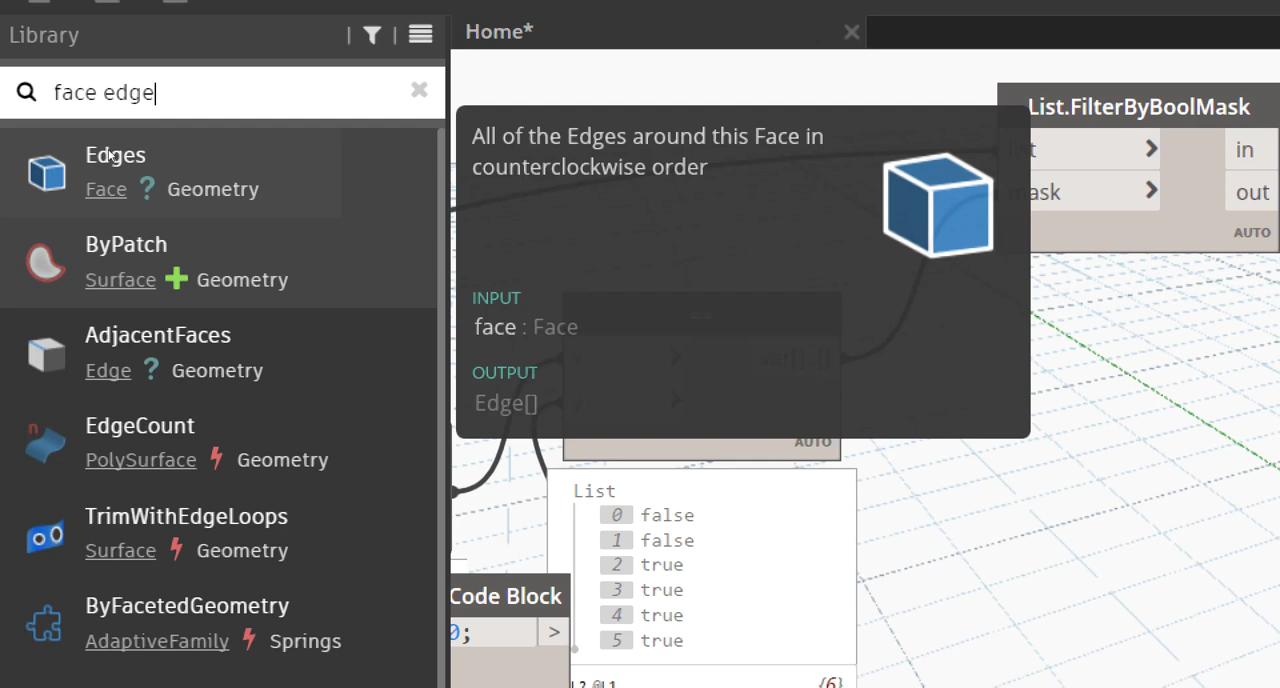 Library
Home*
face edge
Edges
Face ? Geometry
ByPatch
Surface Geometry
AdjacentFaces
Edge ? Geometry
EdgeCount
PolySurface Geometry
TrimWithEdgeLoops
Surface Geometry
ByFacetedGeometry
AdaptiveFamily Springs
All of the Edges around this Face in
counterclockwise order
INPUT
face : Face
OUTPUT
Edge[]
List.FilterByBoolMask
list > in
mask > out
AUTO
var[]..[]
AUTO
List
0 false
1 false
2 true
3 true
4 true
5 true
{6}
Code Block
0; >